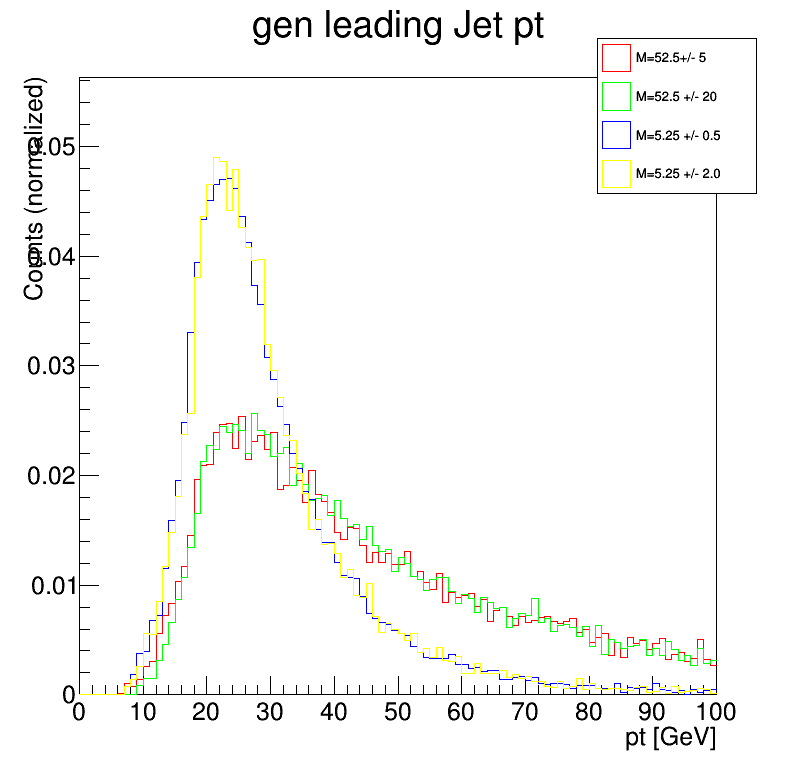 gen leading Jet pt
M=52.5+/- 5
M=52.5 +/- 20
M=5.25 +/- 0.5
M=5.25 +/- 2.0
Counts (normalized)
0.05
0.04
0.03
0.02
0.01
0
0 10 20 30 40 50 60 70 80 90 100
pt [GeV]